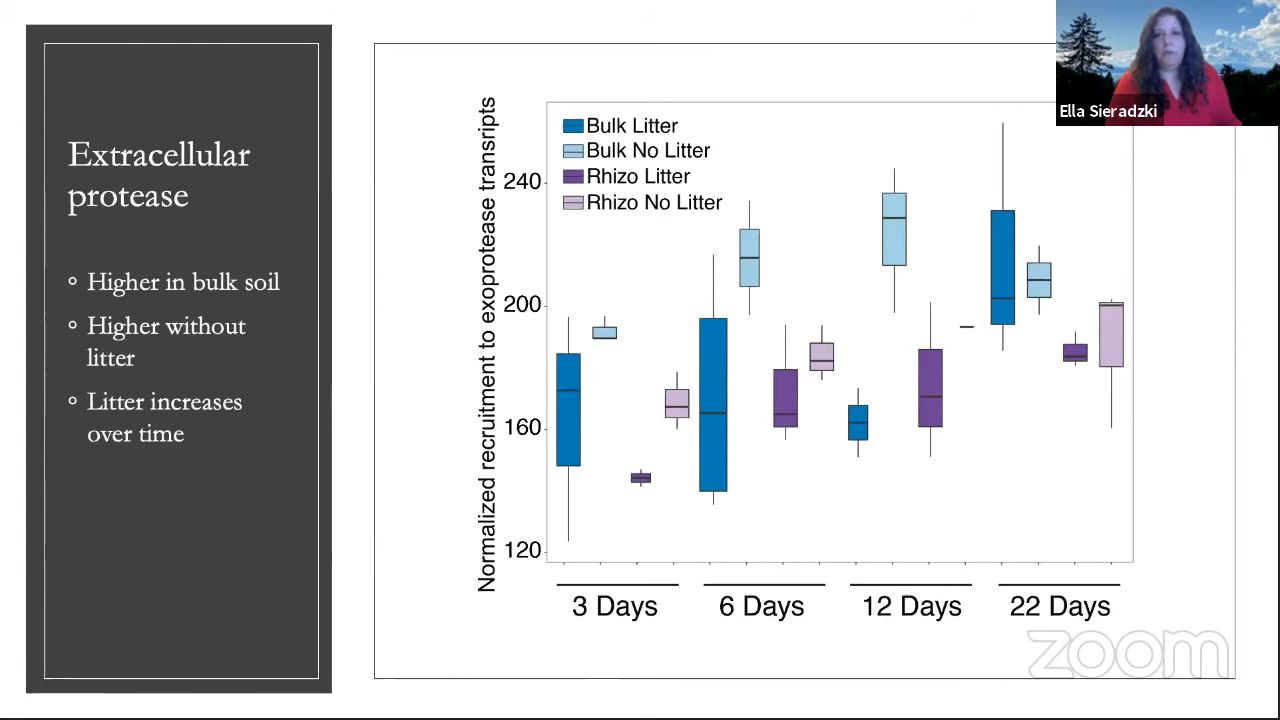 Extracellular
protease
Higher in bulk soil
Higher without
litter
Litter increases
over time
Normalized recruitment to exoprotease transripts
240
200
160
120
Bulk Litter
Bulk No Litter
Rhizo Litter
Rhizo No Litter
3 Days
6 Days
12 Days
22 Days
Ella Sieradzki
zoom